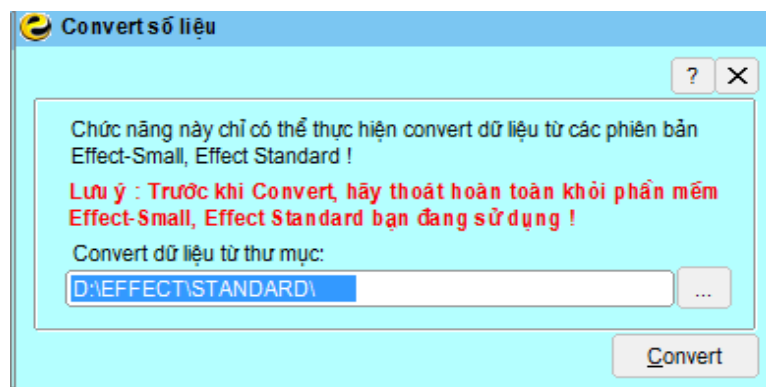 Convert số liệu
?
Chức năng này chỉ có thể thực hiện convert dữ liệu từ các phiên bản
Effect-Small, Effect Standard !
Lưu ý : Trước khi Convert, hãy thoát hoàn toàn khỏi phần mềm
Effect-Small, Effect Standard bạn đang sử dụng !
Convert dữ liệu từ thư mục:
D:\EFFECT\STANDARD\
...
Convert